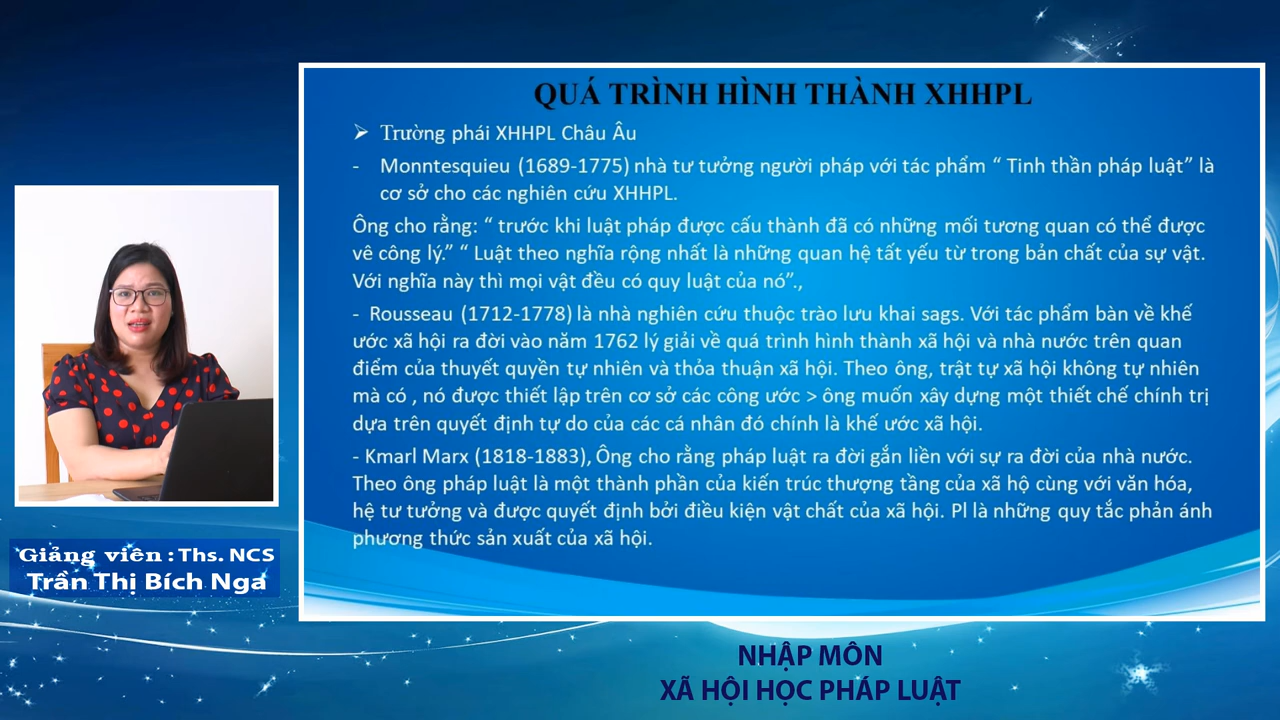 QUÁ TRÌNH HÌNH THÀNH XHHPL
➢ Trường phái XHHPL Châu Âu
- Monntesquieu (1689-1775) nhà tư tưởng người pháp với tác phẩm “ Tinh thần pháp luật” là
cơ sở cho các nghiên cứu XHHPL.
Ông cho rằng: “ trước khi luật pháp được cấu thành đã có những mối tương quan có thể được
vê công lý.” “ Luật theo nghĩa rộng nhất là những quan hệ tất yếu từ trong bản chất của sự vật.
Với nghĩa này thì mọi vật đều có quy luật của nó”.,
- Rousseau (1712-1778) là nhà nghiên cứu thuộc trào lưu khai sags. Với tác phẩm bàn về khế
ước xã hội ra đời vào năm 1762 lý giải về quá trình hình thành xã hội và nhà nước trên quan
điểm của thuyết quyền tự nhiên và thỏa thuận xã hội. Theo ông, trật tự xã hội không tự nhiên
mà có , nó được thiết lập trên cơ sở các công ước > ông muốn xây dựng một thiết chế chính trị
dựa trên quyết định tự do của các cá nhân đó chính là khế ước xã hội.
- Kmarl Marx (1818-1883), Ông cho rằng pháp luật ra đời gắn liền với sự ra đời của nhà nước.
Theo ông pháp luật là một thành phần của kiến trúc thượng tầng của xã hộ cùng với văn hóa,
hệ tư tưởng và được quyết định bởi điều kiện vật chất của xã hội. Pl là những quy tắc phản ánh
phương thức sản xuất của xã hội.
Giảng viên : Ths. NCS
Trần Thị Bích Nga
NHẬP MÔN
XÃ HỘI HỌC PHÁP LUẬT